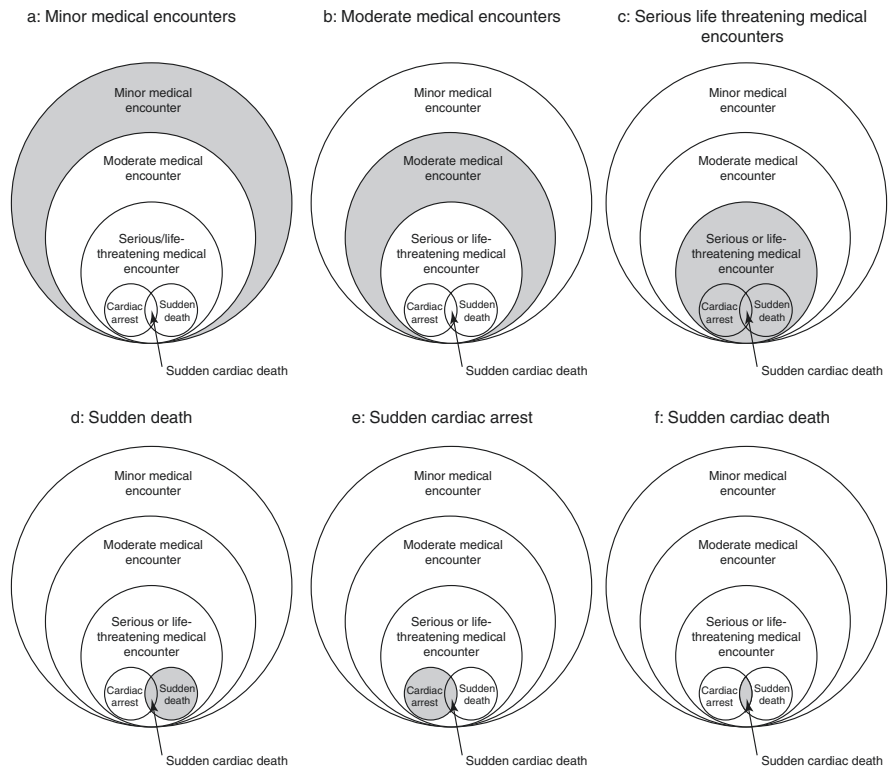 a: Minor medical encounters
Minor medical
encounter
Moderate medical
encounter
Serious/life-
threatening medical
encounter
Cardiac
arrest
Sudden
death
Sudden cardiac death
b: Moderate medical encounters
Minor medical
encounter
Moderate medical
encounter
Serious or life-
threatening medical
encounter
Cardiac
arrest
Sudden
death
Sudden cardiac death
c: Serious life threatening medical
encounters
Minor medical
encounter
Moderate medical
encounter
Serious or life-
threatening medical
encounter
Cardiac
arrest
Sudden
death
Sudden cardiac death
d: Sudden death
Minor medical
encounter
Moderate medical
encounter
Serious or life-
threatening medical
encounter
Cardiac
arrest
Sudden
death
Sudden cardiac death
e: Sudden cardiac arrest
Minor medical
encounter
Moderate medical
encounter
Serious or life-
threatening medical
encounter
Cardiac
arrest
Sudden
death
Sudden cardiac death
f: Sudden cardiac death
Minor medical
encounter
Moderate medical
encounter
Serious or life-
threatening medical
encounter
Cardiac
arrest
Sudden
death
Sudden cardiac death